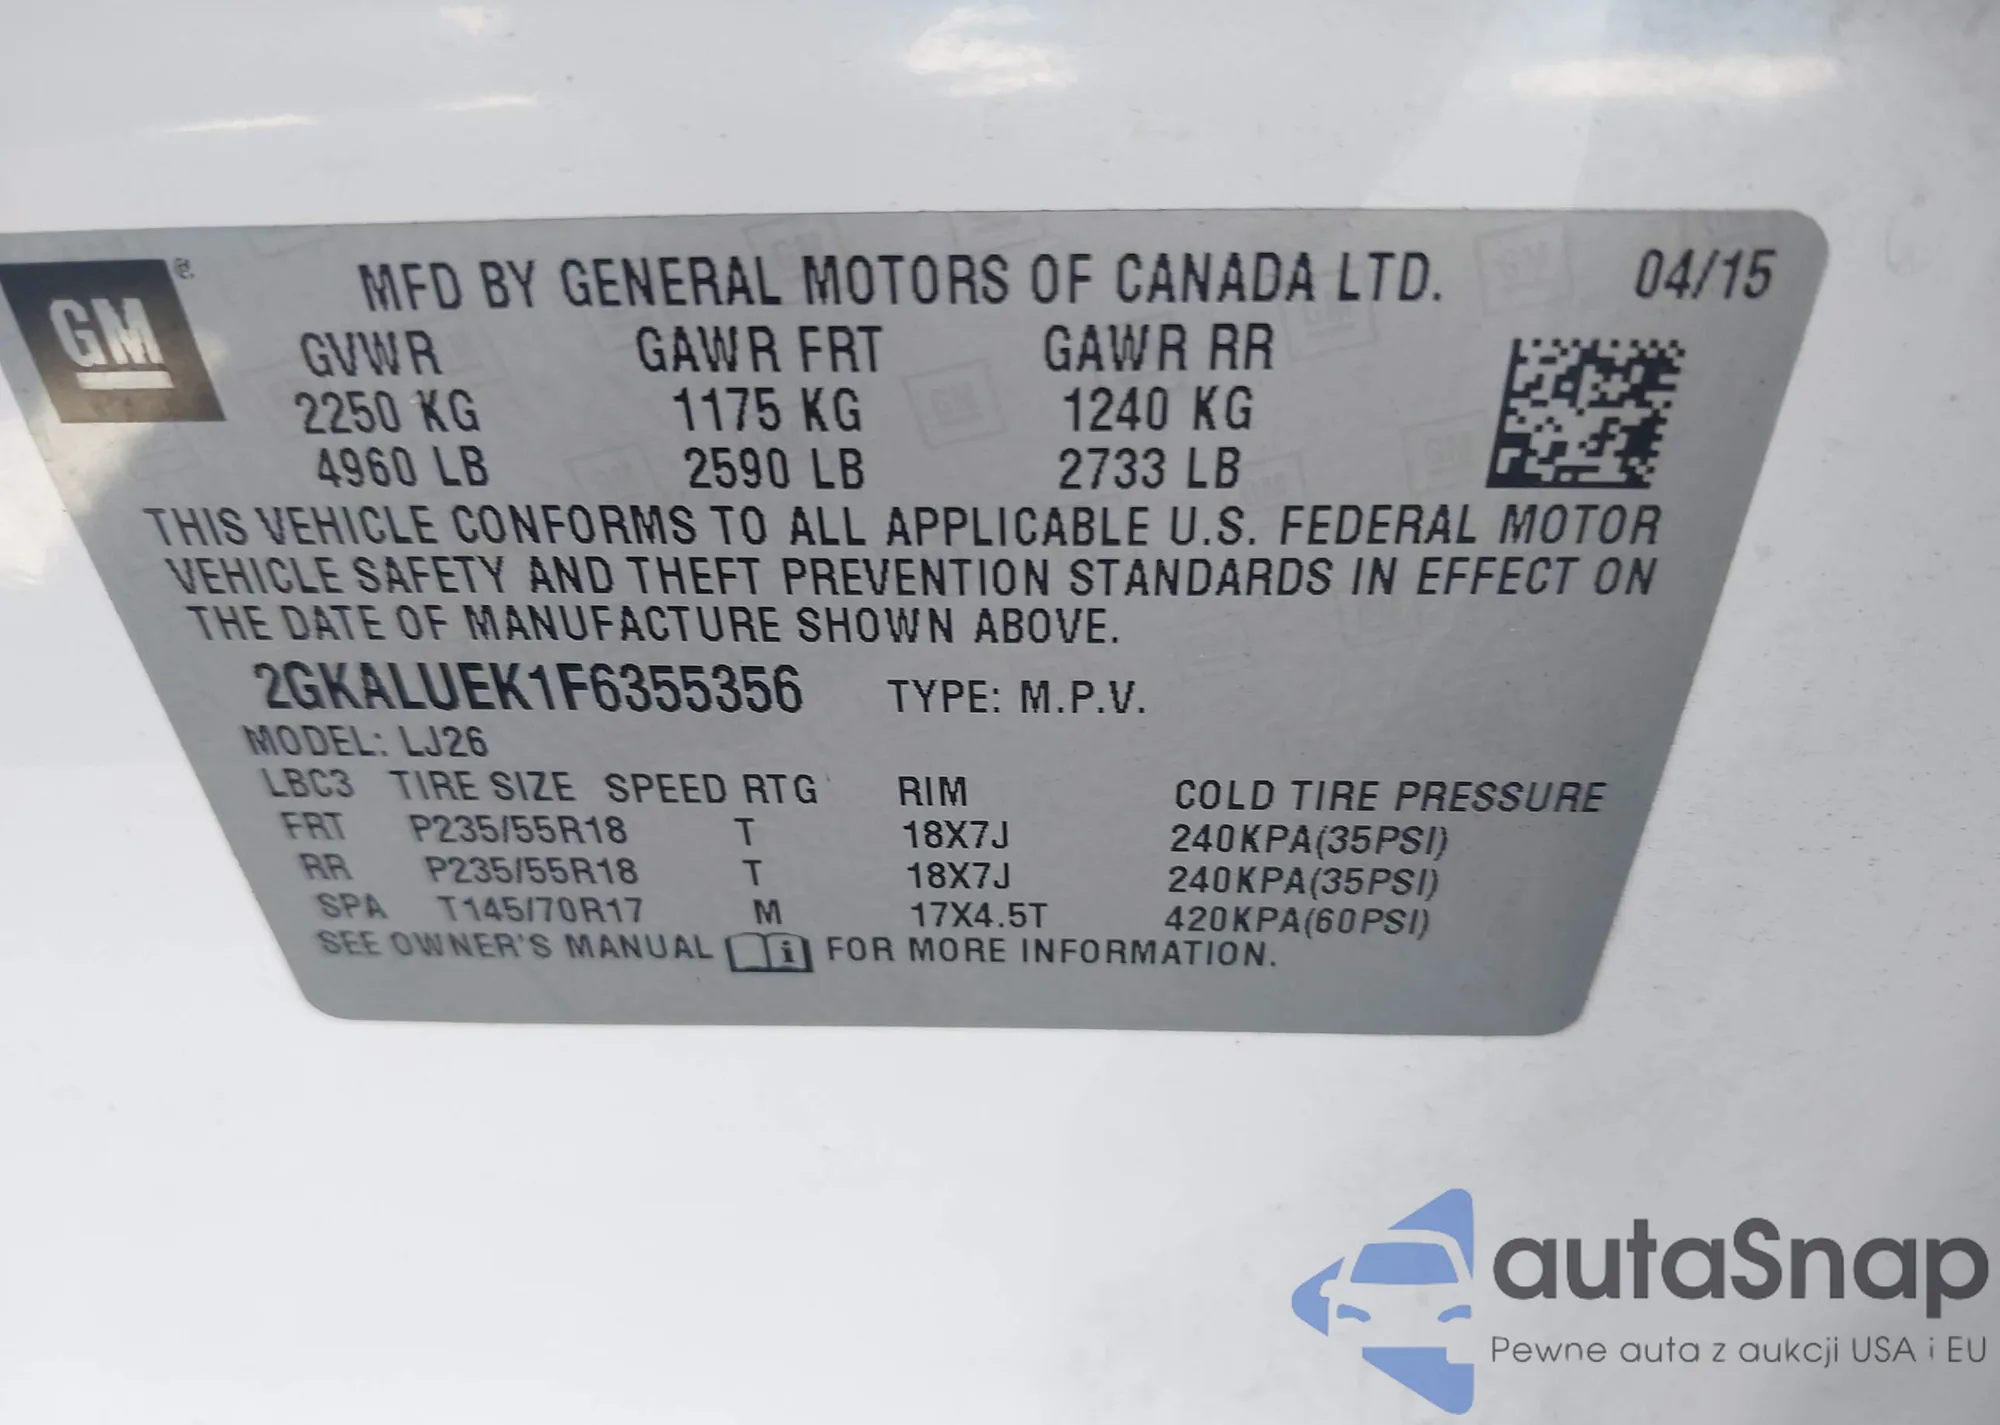 GM ®
MFD BY GENERAL MOTORS OF CANADA LTD. 04/15
GVWR GAWR FRT GAWR RR
2250 KG 1175 KG 1240 KG
4960 LB 2590 LB 2733 LB
THIS VEHICLE CONFORMS TO ALL APPLICABLE U.S. FEDERAL MOTOR
VEHICLE SAFETY AND THEFT PREVENTION STANDARDS IN EFFECT ON
THE DATE OF MANUFACTURE SHOWN ABOVE.
2GKALUEK1F6355356 TYPE: M.P.V.
MODEL: LJ26
LBC3 TIRE SIZE SPEED RTG RIM COLD TIRE PRESSURE
FRT P235/55R18 T 18X7J 240KPA(35PSI)
RR P235/55R18 T 18X7J 240KPA(35PSI)
SPA T145/70R17 M 17X4.5T 420KPA(60PSI)
SEE OWNER'S MANUAL i FOR MORE INFORMATION.
autaSnap
Pewne auta z aukcji USA i EU